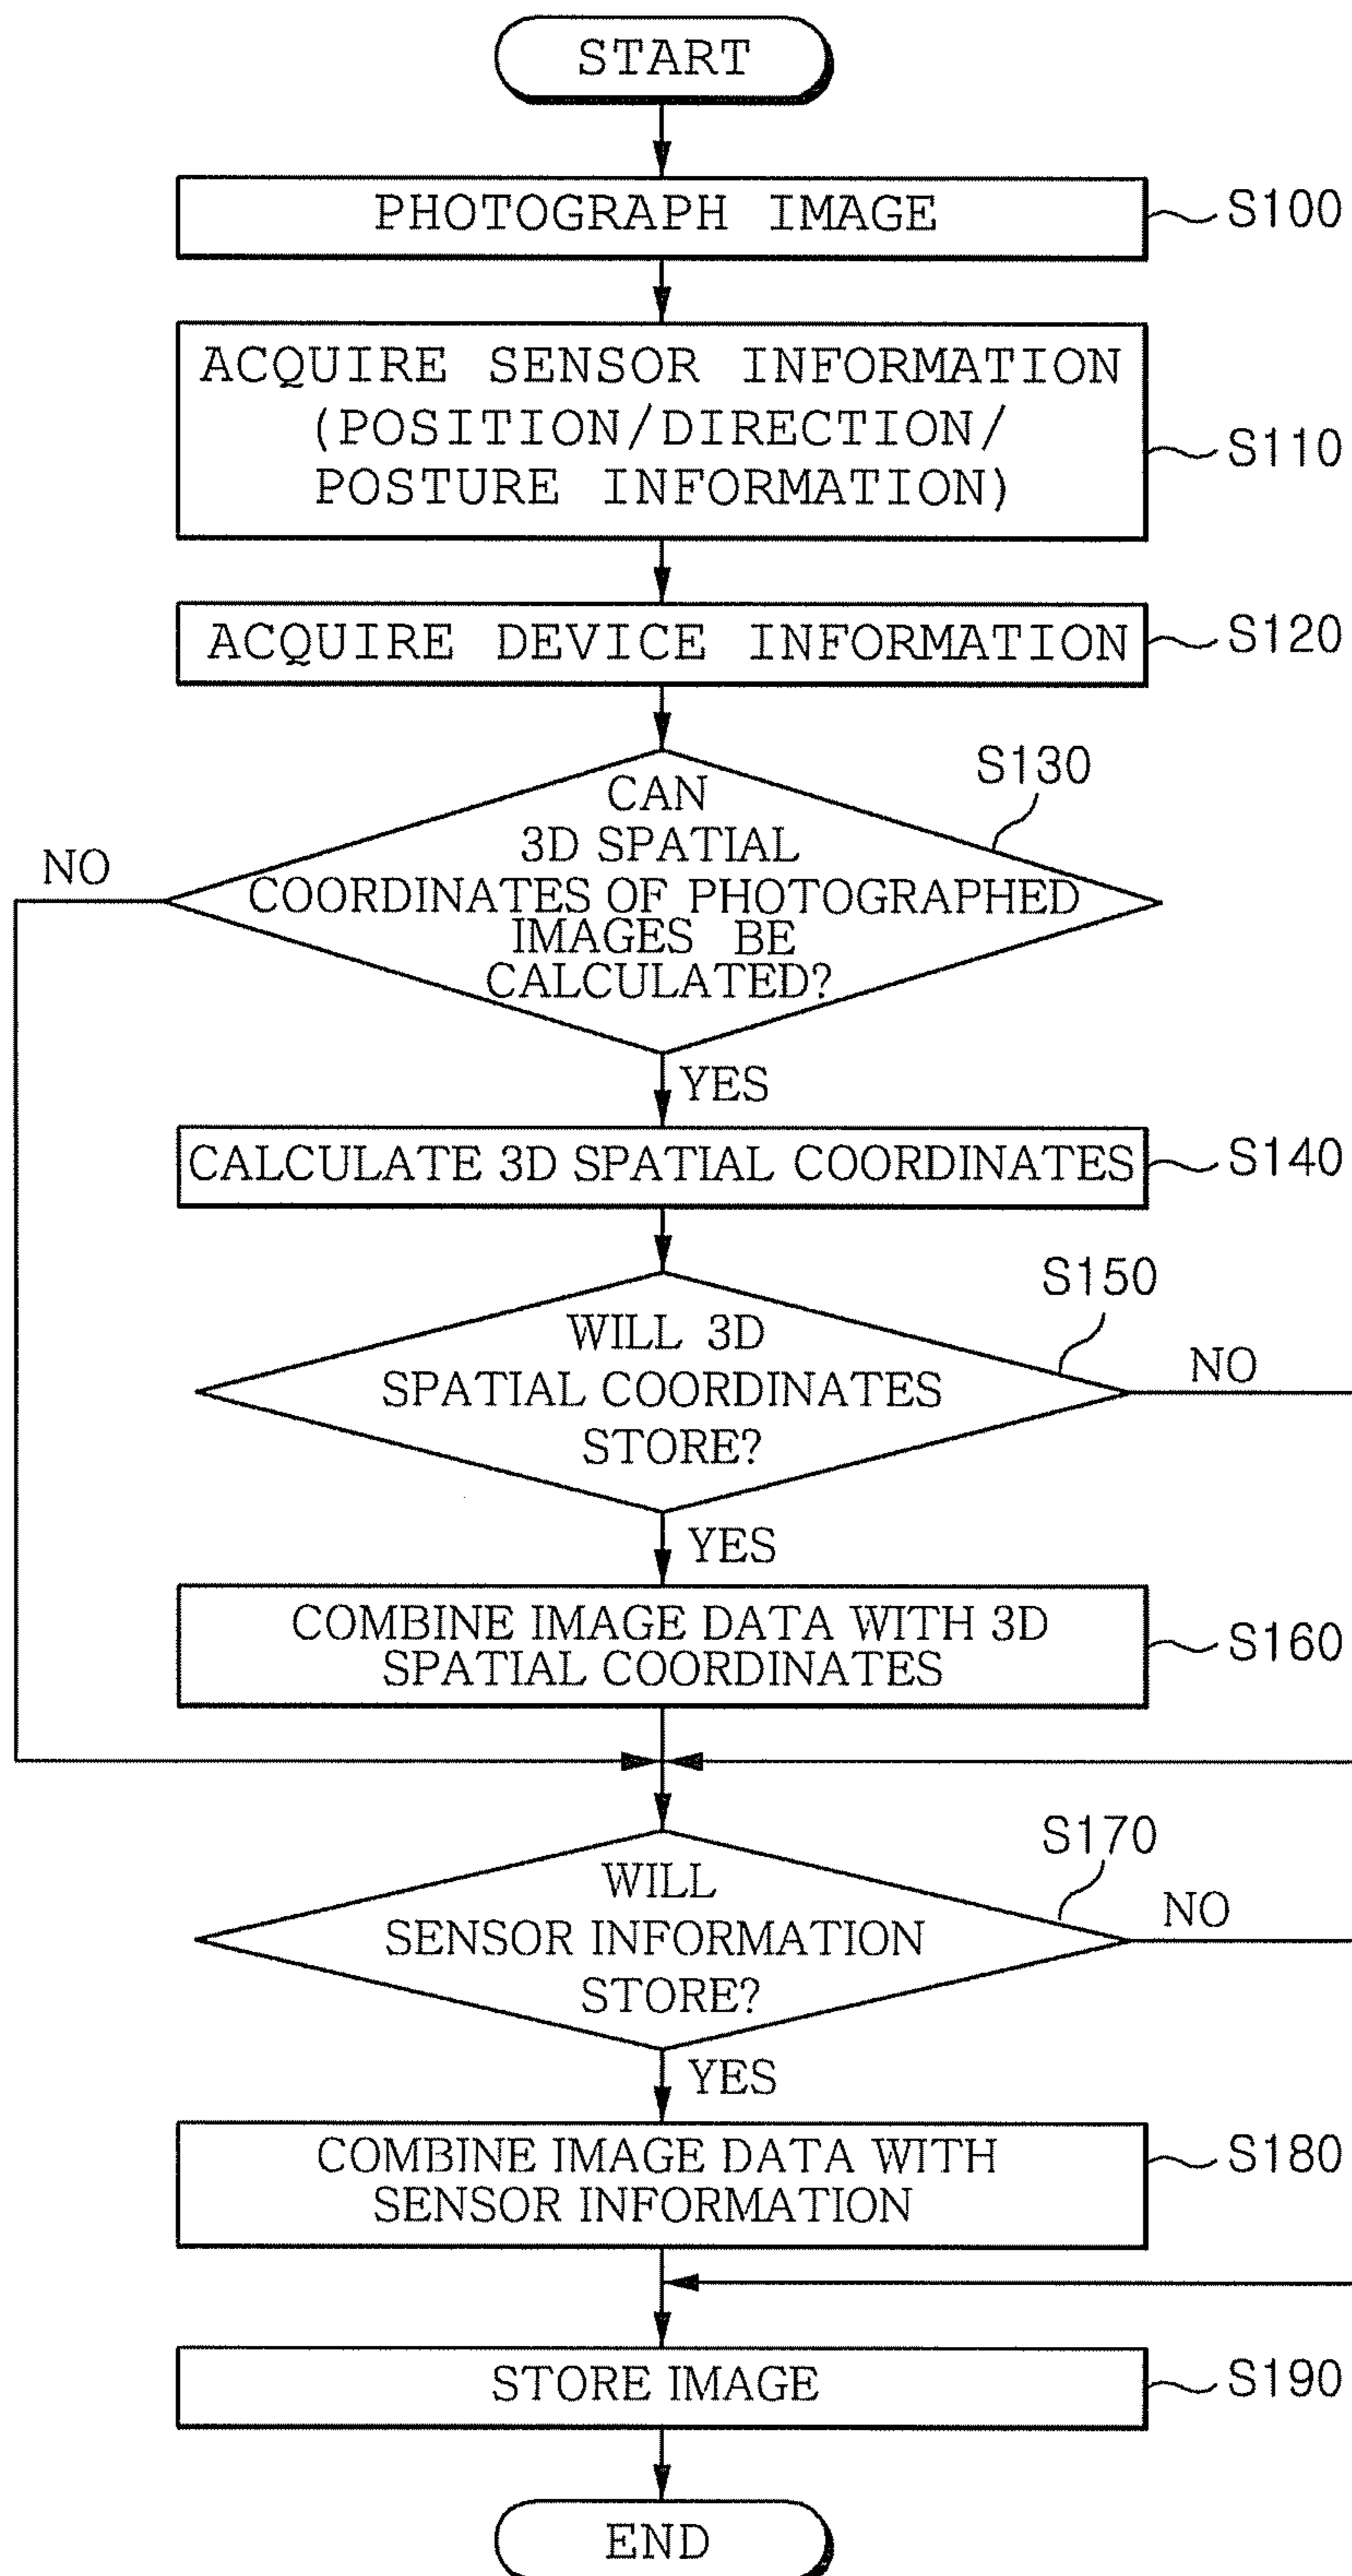 START
PHOTOGRAPH IMAGE
S100
ACQUIRE SENSOR INFORMATION
(POSITION/DIRECTION/
POSTURE INFORMATION)
S110
ACQUIRE DEVICE INFORMATION
S120
S130
CAN
3D SPATIAL
COORDINATES OF PHOTOGRAPHED
IMAGES BE
CALCULATED?
NO
YES
CALCULATE 3D SPATIAL COORDINATES
S140
S150
WILL 3D
SPATIAL COORDINATES
STORE?
NO
YES
COMBINE IMAGE DATA WITH 3D
SPATIAL COORDINATES
S160
S170
WILL
SENSOR INFORMATION
STORE?
NO
YES
COMBINE IMAGE DATA WITH
SENSOR INFORMATION
S180
STORE IMAGE
S190
END